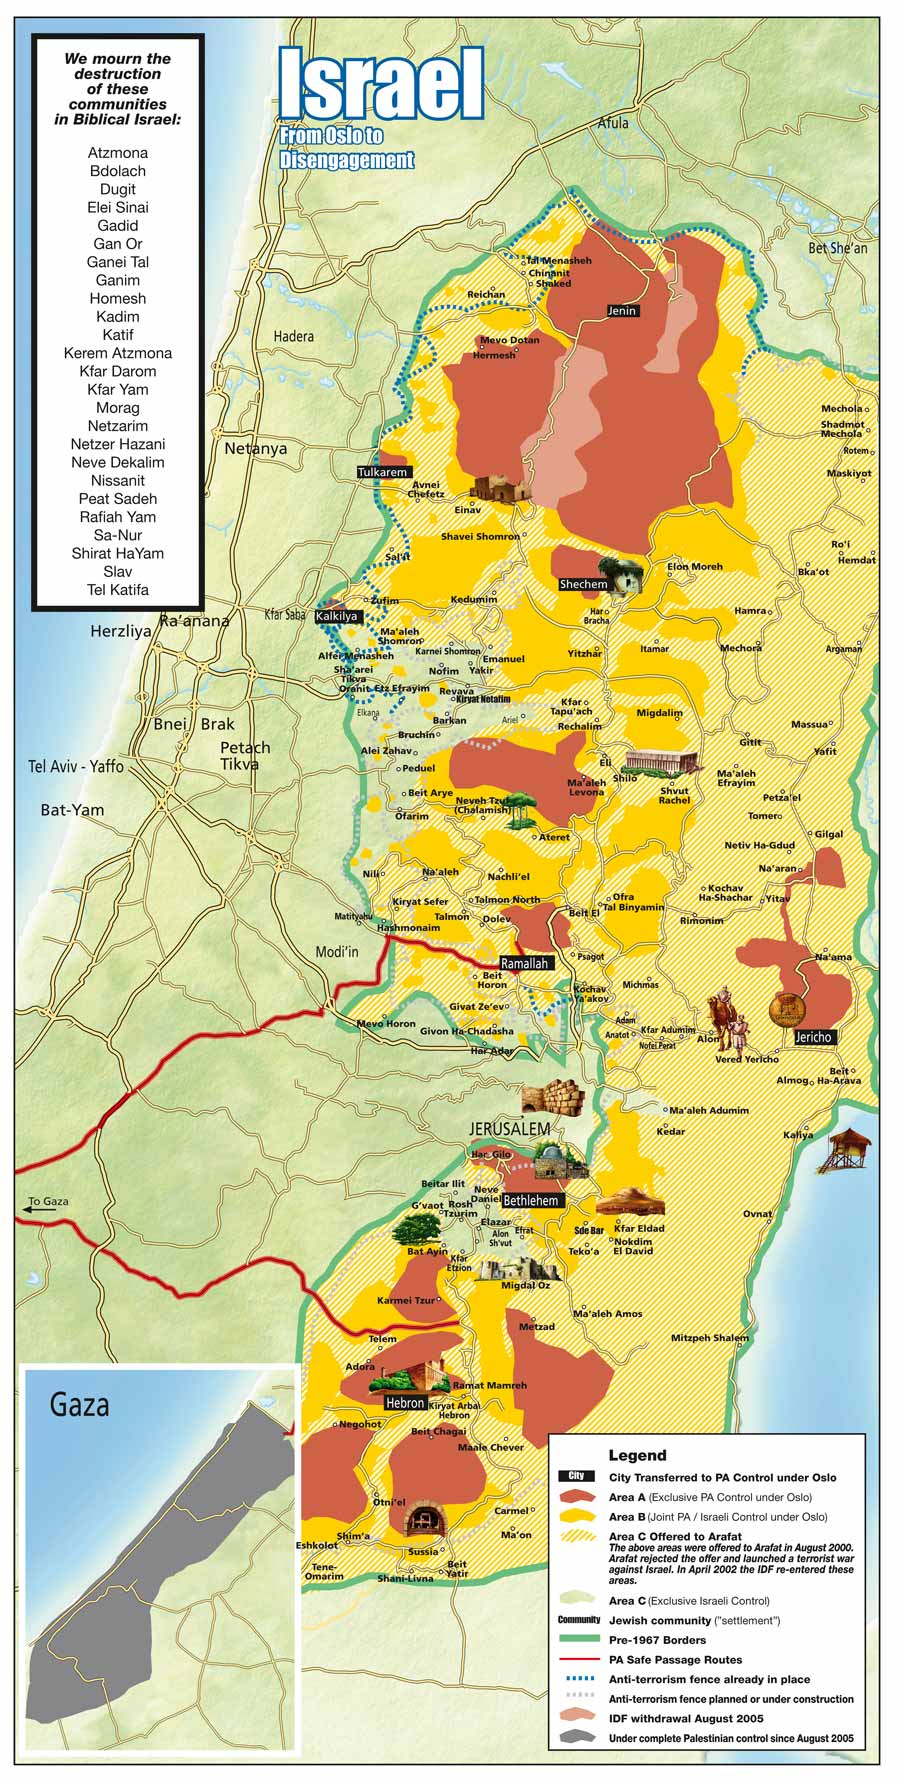 We mourn the
destruction
of these
communities
in Biblical Israel:
Atzmona
Bdolach
Dugit
Elei Sinai
Gadid
Gan Or
Ganei Tal
Ganim
Homesh
Kadim
Katif
Kerem Atzmona
Kfar Darom
Kfar Yam
Morag
Netzarim
Netzer Hazani
Neve Dekalim
Nissanit
Peat Sadeh
Rafiah Yam
Sa-Nur
Shirat HaYam
Slav
Tel Katifa
Israel
From Oslo to
Disengagement
Afula
Bet She'an
Tal Menasheh
Chinanit
Shaked
Reichan
Jenin
Hadera
Mevo Dotan
Hermesh
Mechola
Shadmot
Mechola
Rotem
Maskiyot
Netanya
Tulkarem
Avnei
Chefetz
Einav
Shavei Shomron
Sal'it
Ro'i
Hemdat
Bka'ot
Elon Moreh
Shechem
Zufim
Kedumim
Kfar Saba
Kalkilya
Har
Bracha
Hamra
Ra'anana
Herzliya
Ma'aleh
Shomron
Karnei Shomron
Alfei Menasheh
Emanuel
Yitzhar
Itamar
Mechora
Argaman
Sha'arei
Tikva
Nofim
Yakir
Oranit
Etz Efrayim
Revava
Kiryat Netafim
Elkana
Barkan
Ariel
Kfar
Tapu'ach
Rechalim
Migdalim
Massua
Bnei Brak
Bruchin
Gitit
Yafit
Petach
Tikva
Alei Zahav
Peduel
Eli
Shilo
Tel Aviv - Yaffo
Ma'aleh
Levona
Shvut
Rachel
Ma'aleh
Efrayim
Petza'el
Bat-Yam
Beit Arye
Neveh Tzuf
(Chalamish)
Ofarim
Tomer
Ateret
Gilgal
Netiv Ha-Gdud
Na'aran
Nili
Na'aleh
Nachli'el
Kochav
Ha-Shachar
Yitav
Kiryat Sefer
Talmon North
Ofra
Tal Binyamin
Matityahu
Talmon
Dolev
Belt El
Rimonim
Hashmonaim
Modi'in
Ramallah
Psagot
Na'ama
Beit
Horon
Kochav
Ya'akov
Michmas
Givat Ze'ev
Mevo Horon
Givon Ha-Chadasha
Adam
Anatot
Kfar Adumim
Nofei Perat
Alon
Jericho
Har Adar
Vered Yericho
Beit
Almog
Ha-Arava
Ma'aleh Adumim
JERUSALEM
Kedar
Kaliya
Har Gilo
Beitar Ilit
Neve
Daniel
Bethlehem
To Gaza
G'vaot
Rosh
Tzurim
Ovnat
Elazar
Alon
Sh'vut
Efrat
Sde Bar
Kfar Eldad
Nokdim
El David
Bat Ayin
Teko'a
Kfar
Etzion
Migdal Oz
Karmei Tzur
Ma'aleh Amos
Metzad
Telem
Mitzpeh Shalem
Adora
Ramat Mamreh
Hebron
Kiryat Arba
Hebron
Negohot
Beit Chagai
Maale Chever
Otni'el
Carmel
Shim'a
Ma'on
Eshkolot
Sussia
Tene-
Omarim
Shani-Livna
Beit
Yatir
Gaza
Legend
City
City Transferred to PA Control under Oslo
Area A (Exclusive PA Control under Oslo)
Area B (Joint PA / Israeli Control under Oslo)
Area C Offered to Arafat
The above areas were offered to Arafat in August 2000.
Arafat rejected the offer and launched a terrorist war
against Israel. In April 2002 the IDF re-entered these
areas.
Area C (Exclusive Israeli Control)
Community
Jewish community ("settlement")
Pre-1967 Borders
PA Safe Passage Routes
Anti-terrorism fence already in place
Anti-terrorism fence planned or under construction
IDF withdrawal August 2005
Under complete Palestinian control since August 2005